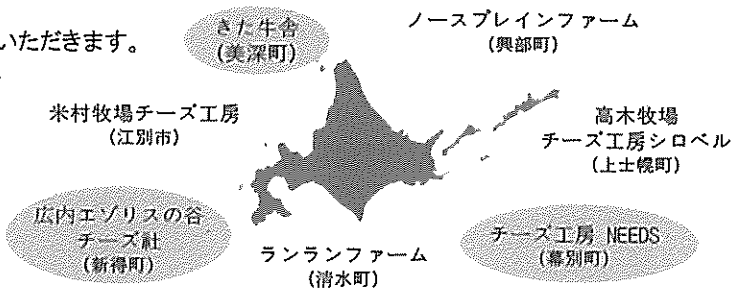 いただきます。
きた牛舎
(美深町)
ノースプレインファーム
(興部町)
米村牧場チーズ工房
(江別市)
高木牧場
チーズ工房シロベル
(上士幌町)
広内エゾリスの谷
チーズ社
(新得町)
ランランファーム
(清水町)
チーズ工房 NEEDS
(幕別町)